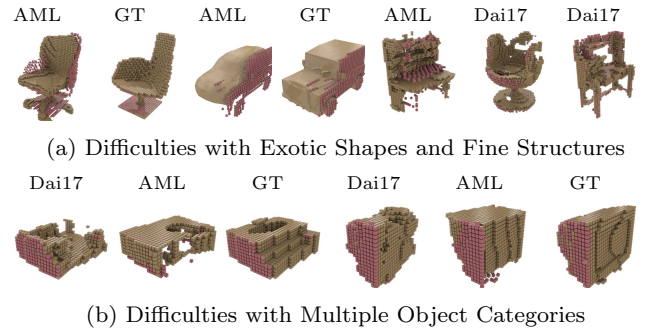 AML GT AML GT AML Dai17 Dai17
(a) Difficulties with Exotic Shapes and Fine Structures
Dai17 AML GT Dai17 AML GT
(b) Difficulties with Multiple Object Categories